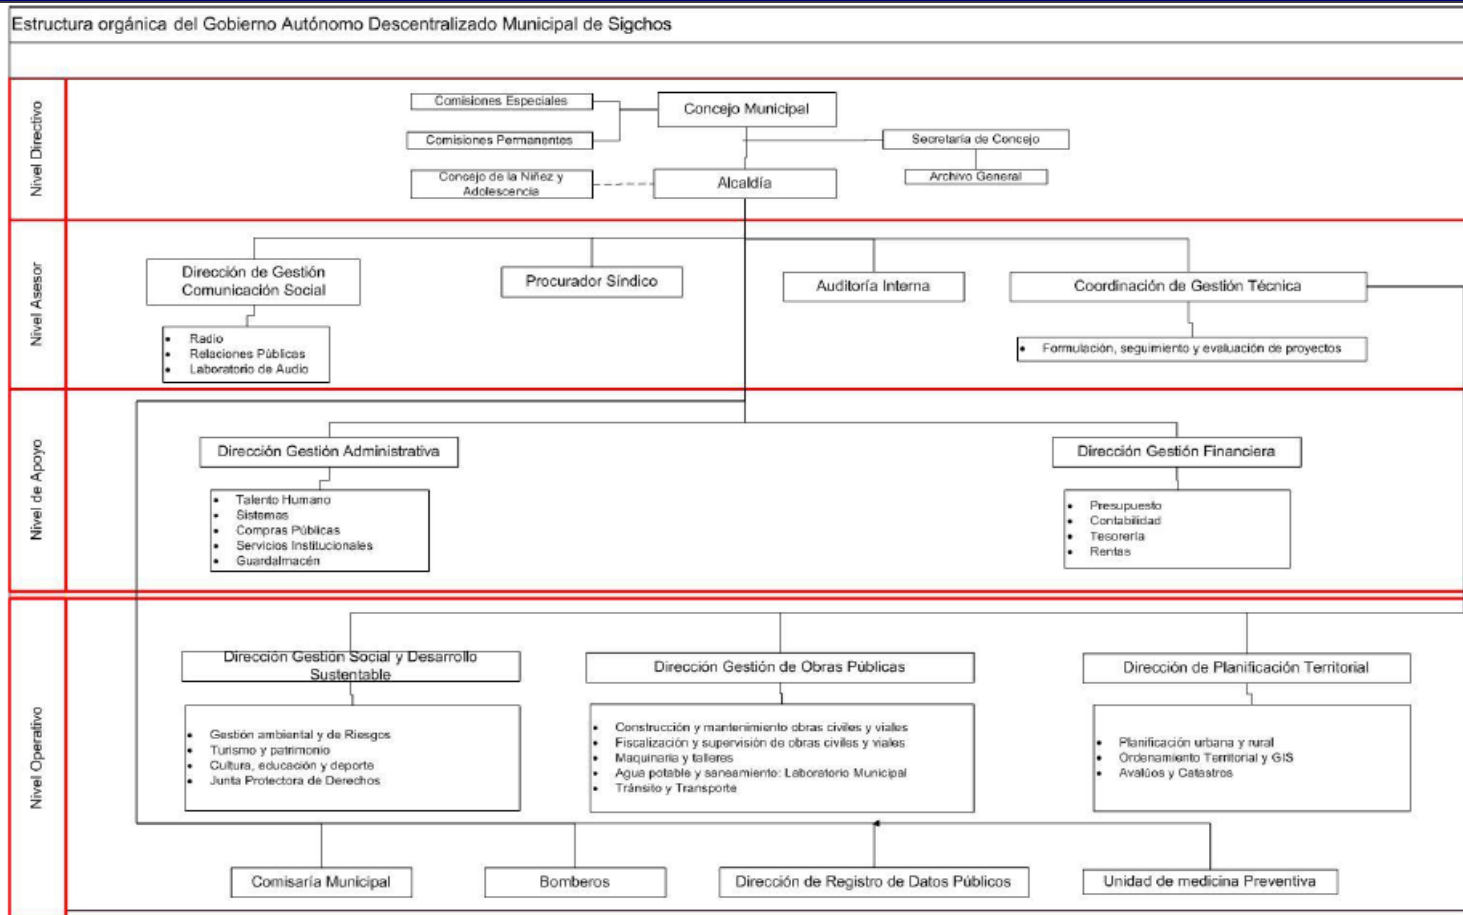 Estructura orgánica del Gobierno Autónomo Descentralizado Municipal de Sigchos
Nivel Directivo
Comisiones Especiales
Concejo Municipal
Comisiones Permanentes
Secretaría de Concejo
Concejo de la Niñez y
Adolescencia
Alcaldía
Archivo General
Nivel Asesor
Dirección de Gestión
Comunicación Social
Procurador Síndico
Auditoría Interna
Coordinación de Gestión Técnica
• Radio
• Relaciones Públicas
• Laboratorio de Audio
• Formulación, seguimiento y evaluación de proyectos
Nivel de Apoyo
Dirección Gestión Administrativa
Dirección Gestión Financiera
• Talento Humano
• Sistemas
• Compras Públicas
• Servicios Institucionales
• Guardalmacén
• Presupuesto
• Contabilidad
• Tesorería
• Rentas
Nivel Operativo
Dirección Gestión Social y Desarrollo
Sustentable
Dirección Gestión de Obras Públicas
Dirección de Planificación Territorial
• Gestión ambiental y de Riesgos
• Turismo y patrimonio
• Cultura, educación y deporte
• Junta Protectora de Derechos
• Construcción y mantenimiento obras civiles y viales
• Fiscalización y supervisión de obras civiles y viales
• Maquinaria y talleres
• Agua potable y saneamiento: Laboratorio Municipal
• Tránsito y Transporte
• Planificación urbana y rural
• Ordenamiento Territorial y GIS
• Avalúos y Catastros
Comisaría Municipal
Bomberos
Dirección de Registro de Datos Públicos
Unidad de medicina Preventiva